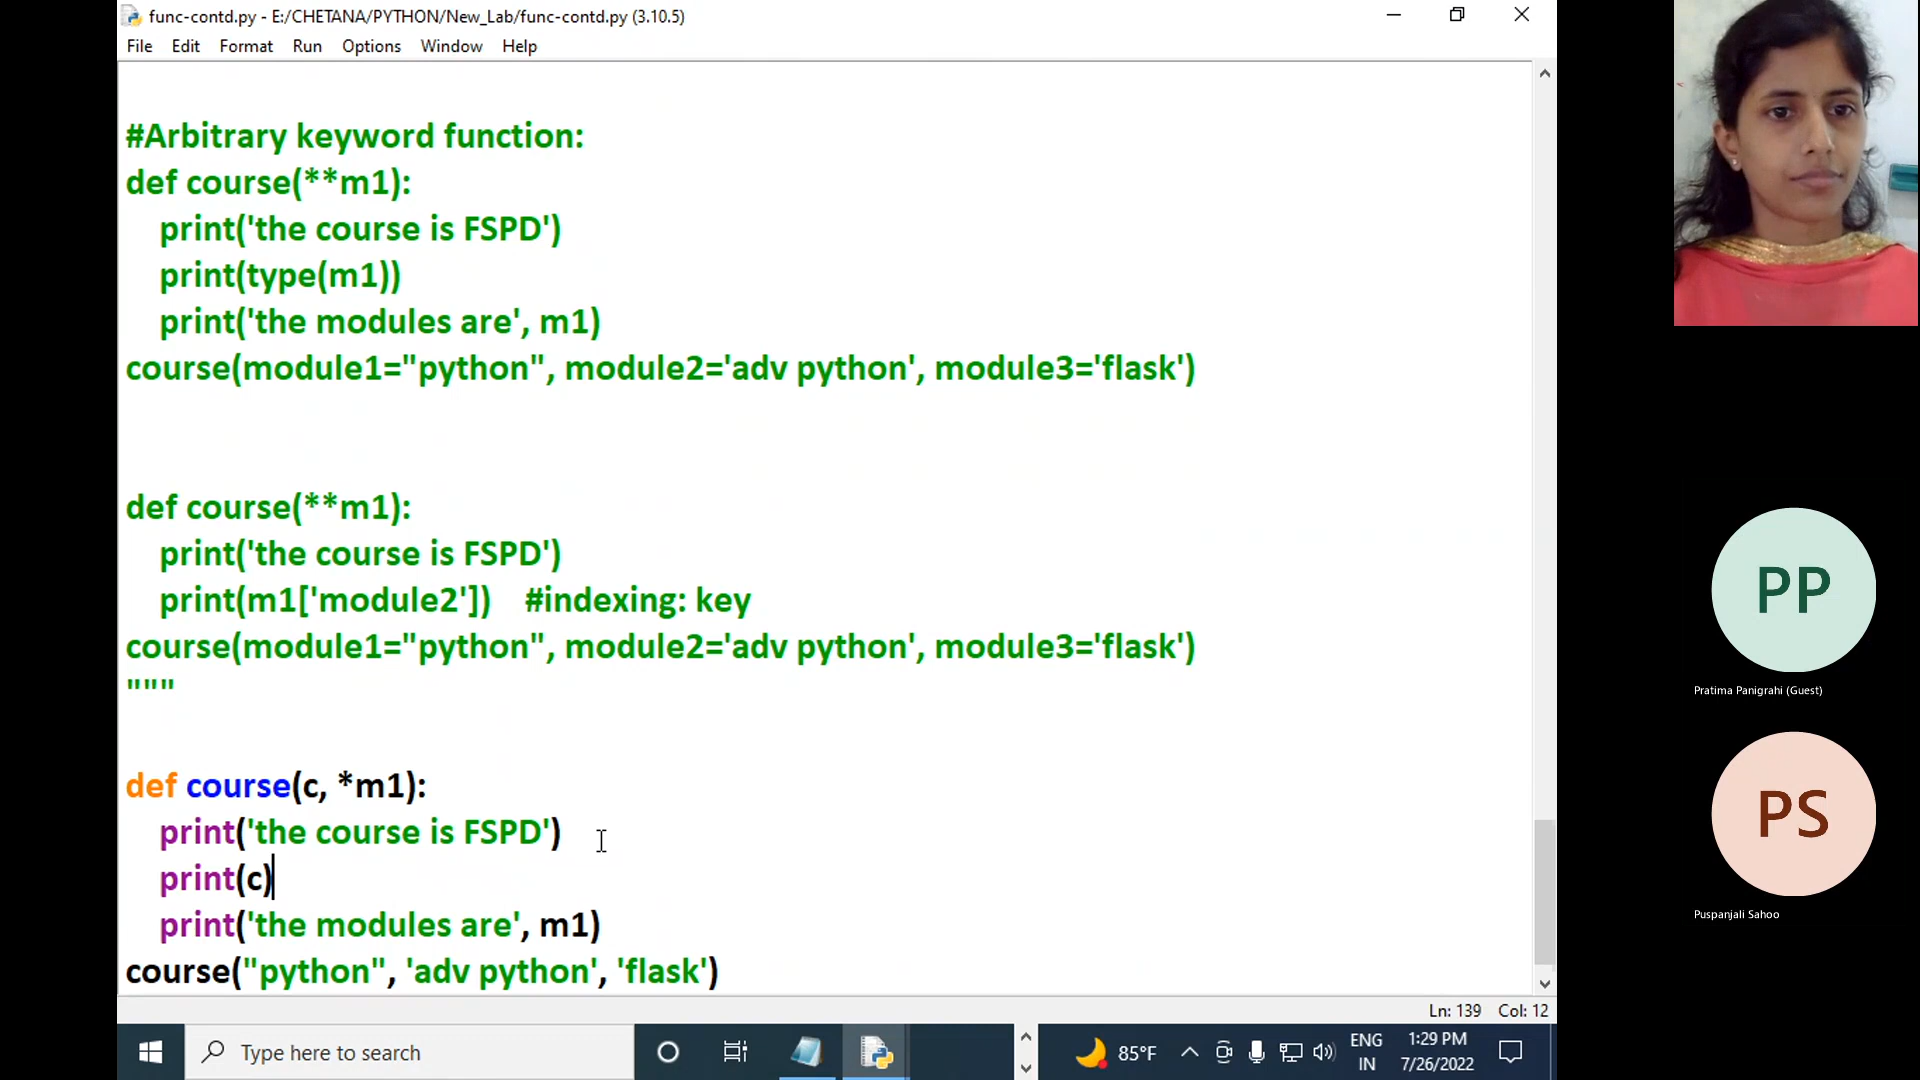 func-contd.py - E:/CHETANA/PYTHON/New_Lab/func-contd.py (3.10.5)
File Edit Format Run Options Window Help
#Arbitrary keyword function:
def course(**m1):
    print('the course is FSPD')
    print(type(m1))
    print('the modules are', m1)
course(module1="python", module2='adv python', module3='flask')
def course(**m1):
    print('the course is FSPD')
    print(m1['module2'])    #indexing: key
course(module1="python", module2='adv python', module3='flask')
"""
def course(c, *m1):
    print('the course is FSPD')
    print(c)
    print('the modules are', m1)
course("python", 'adv python', 'flask')
Ln: 139 Col: 12
Type here to search
85°F
ENG
IN
1:29 PM
7/26/2022
PP
Pratima Panigrahi (Guest)
PS
Puspanjali Sahoo